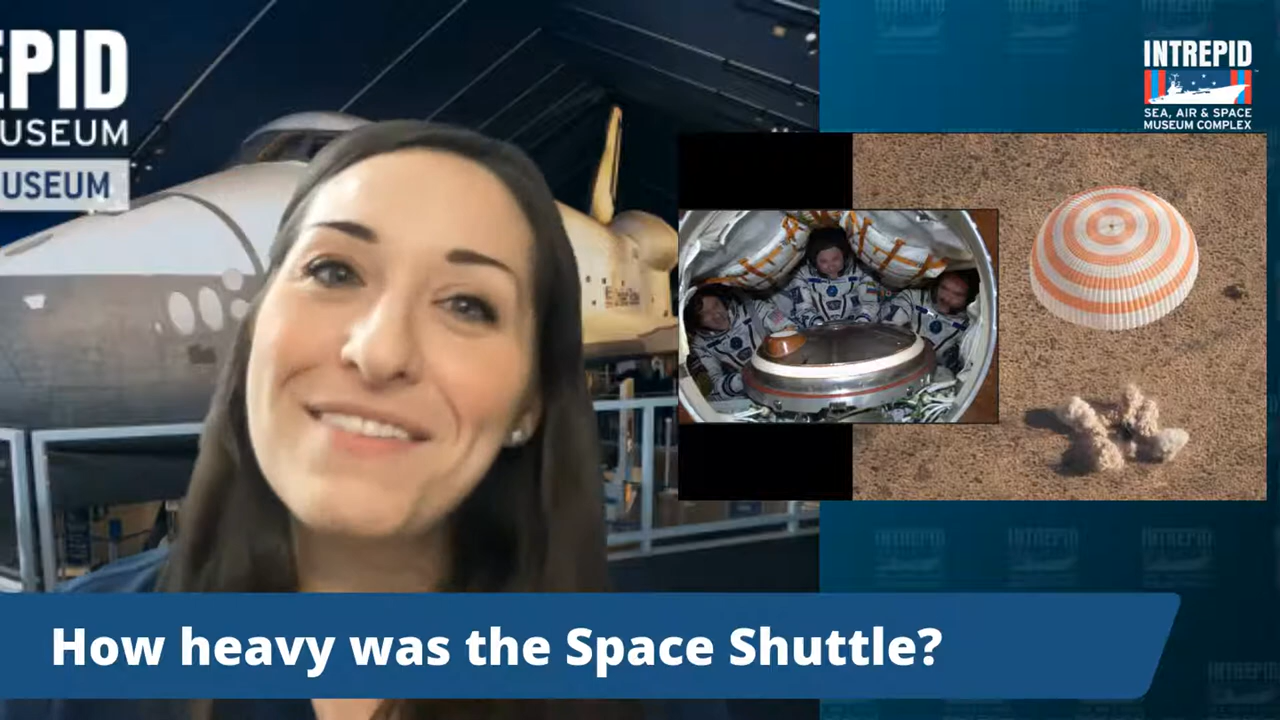 EPID
USEUM
USEUM
INTREPID
SEA, AIR & SPACE
MUSEUM COMPLEX
How heavy was the Space Shuttle?